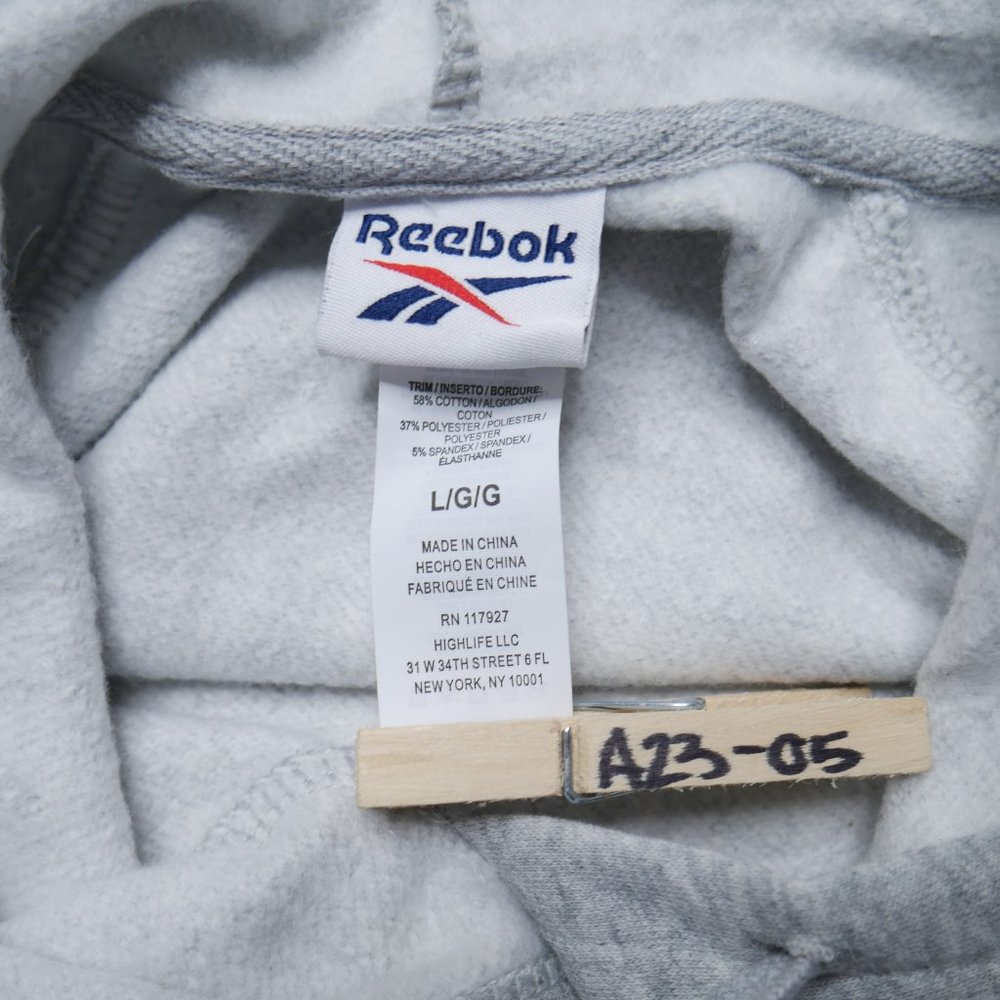 Reebok
TRIM / INSERTO / BORDURE:
58% COTTON / ALGODON /
COTON
37% POLYESTER / POLIESTER /
POLYESTER
5% SPANDEX / SPANDEX /
ÉLASTHANNE
L/G/G
MADE IN CHINA
HECHO EN CHINA
FABRIQUÉ EN CHINE
RN 117927
HIGHLIFE LLC
31 W 34TH STREET 6 FL
NEW YORK, NY 10001
A23-05